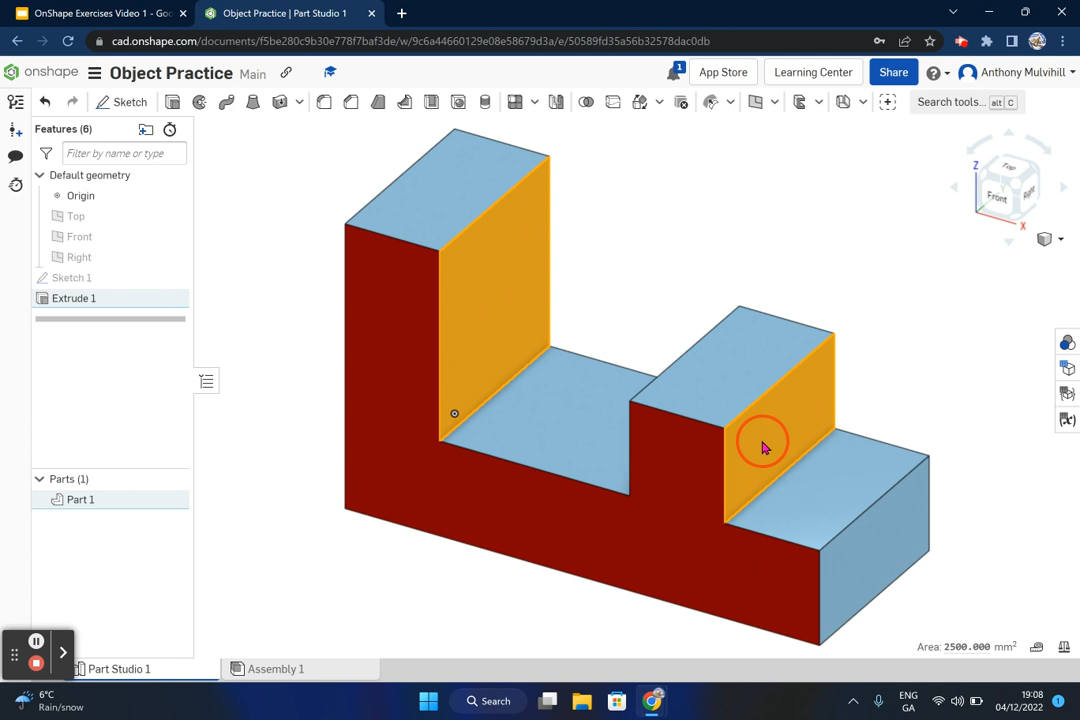 OnShape Exercises Video 1 - Goo
Object Practice | Part Studio 1
cad.onshape.com/documents/f5be280c9b30e778f7baf3de/w/9c6a44660129e08e58679d3a/e/50589fd35a56b32578dac0db
onshape
Object Practice Main
1
App Store
Learning Center
Share
Anthony Mulvihill
Sketch
Search tools... alt C
Features (6)
Filter by name or type
Default geometry
Origin
Top
Front
Right
Sketch 1
Extrude 1
Parts (1)
Part 1
Z
Top
Front
Right
X
Area: 2500.000 mm²
Part Studio 1
Assembly 1
6°C
Rain/snow
Search
ENG
GA
19:08
04/12/2022
1